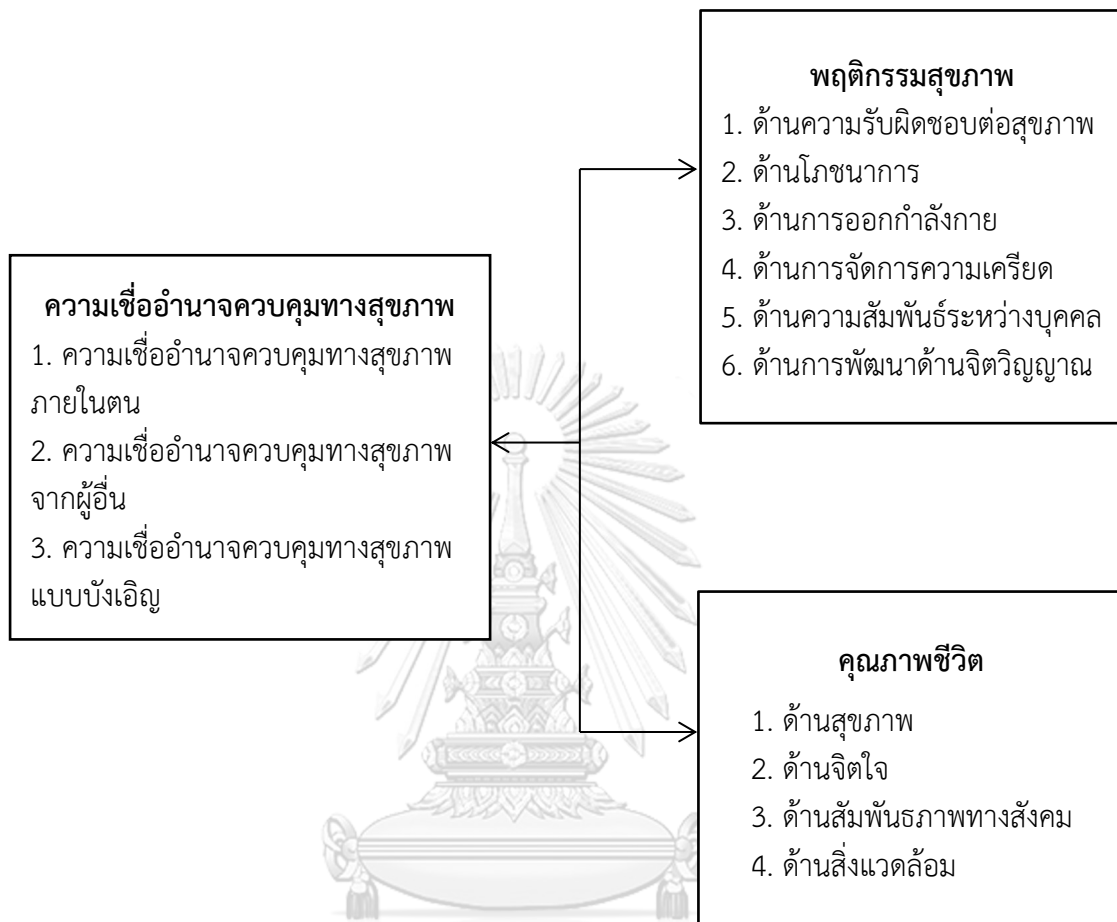 พฤติกรรมสุขภาพ
1. ด้านความรับผิดชอบต่อสุขภาพ
2. ด้านโภชนาการ
3. ด้านการออกกำลังกาย
4. ด้านการจัดการความเครียด
5. ด้านความสัมพันธ์ระหว่างบุคคล
6. ด้านการพัฒนาด้านจิตวิญญาณ
ความเชื่ออำนาจควบคุมทางสุขภาพ
1. ความเชื่ออำนาจควบคุมทางสุขภาพ
ภายในตน
2. ความเชื่ออำนาจควบคุมทางสุขภาพ
จากผู้อื่น
3. ความเชื่ออำนาจควบคุมทางสุขภาพ
แบบบังเอิญ
คุณภาพชีวิต
1. ด้านสุขภาพ
2. ด้านจิตใจ
3. ด้านสัมพันธภาพทางสังคม
4. ด้านสิ่งแวดล้อม